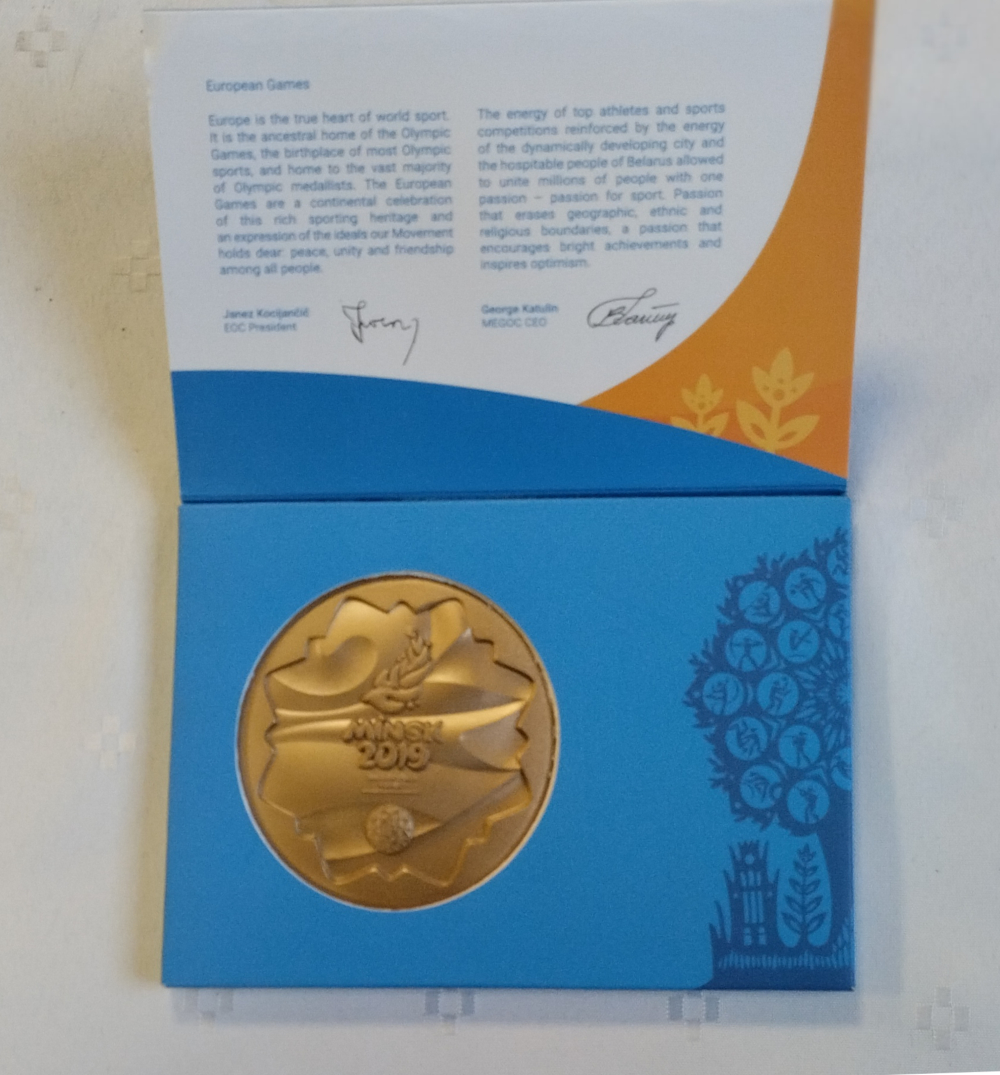 European Games
Europe is the true heart of world sport.
It is the ancestral home of the Olympic
Games, the birthplace of most Olympic
sports, and home to the vast majority
of Olympic medallists. The European
Games are a continental celebration
of this rich sporting heritage and
an expression of the ideals our Movement
holds dear: peace, unity and friendship
among all people.
Janez Kocijančič
EOC President
The energy of top athletes and sports
competitions reinforced by the energy
of the dynamically developing city and
the hospitable people of Belarus allowed
to unite millions of people with one
passion – passion for sport. Passion
that erases geographic, ethnic and
religious boundaries, a passion that
encourages bright achievements and
inspires optimism.
George Katulin
MEGOC CEO
MINSK
2019